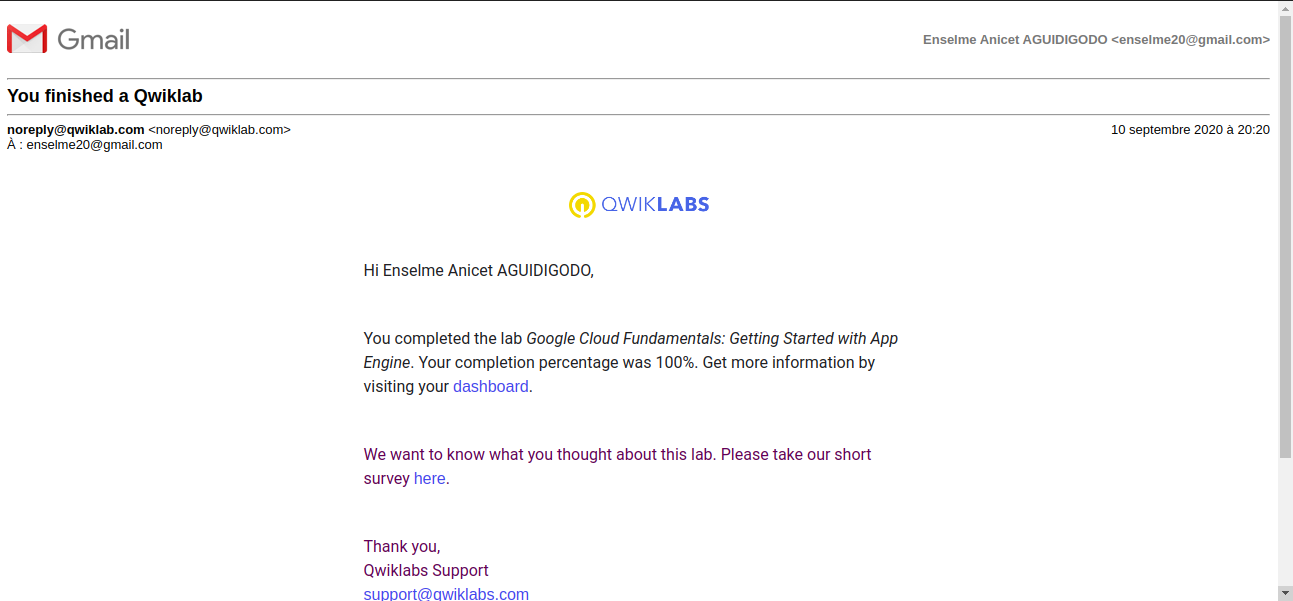 Gmail
Enselme Anicet AGUIDIGODO <enselme20@gmail.com>
You finished a Qwiklab
noreply@qwiklab.com <noreply@qwiklab.com>
10 septembre 2020 à 20:20
À : enselme20@gmail.com
QWIKLABS
Hi Enselme Anicet AGUIDIGODO,
You completed the lab Google Cloud Fundamentals: Getting Started with App
Engine. Your completion percentage was 100%. Get more information by
visiting your dashboard.
We want to know what you thought about this lab. Please take our short
survey here.
Thank you,
Qwiklabs Support
support@qwiklabs.com